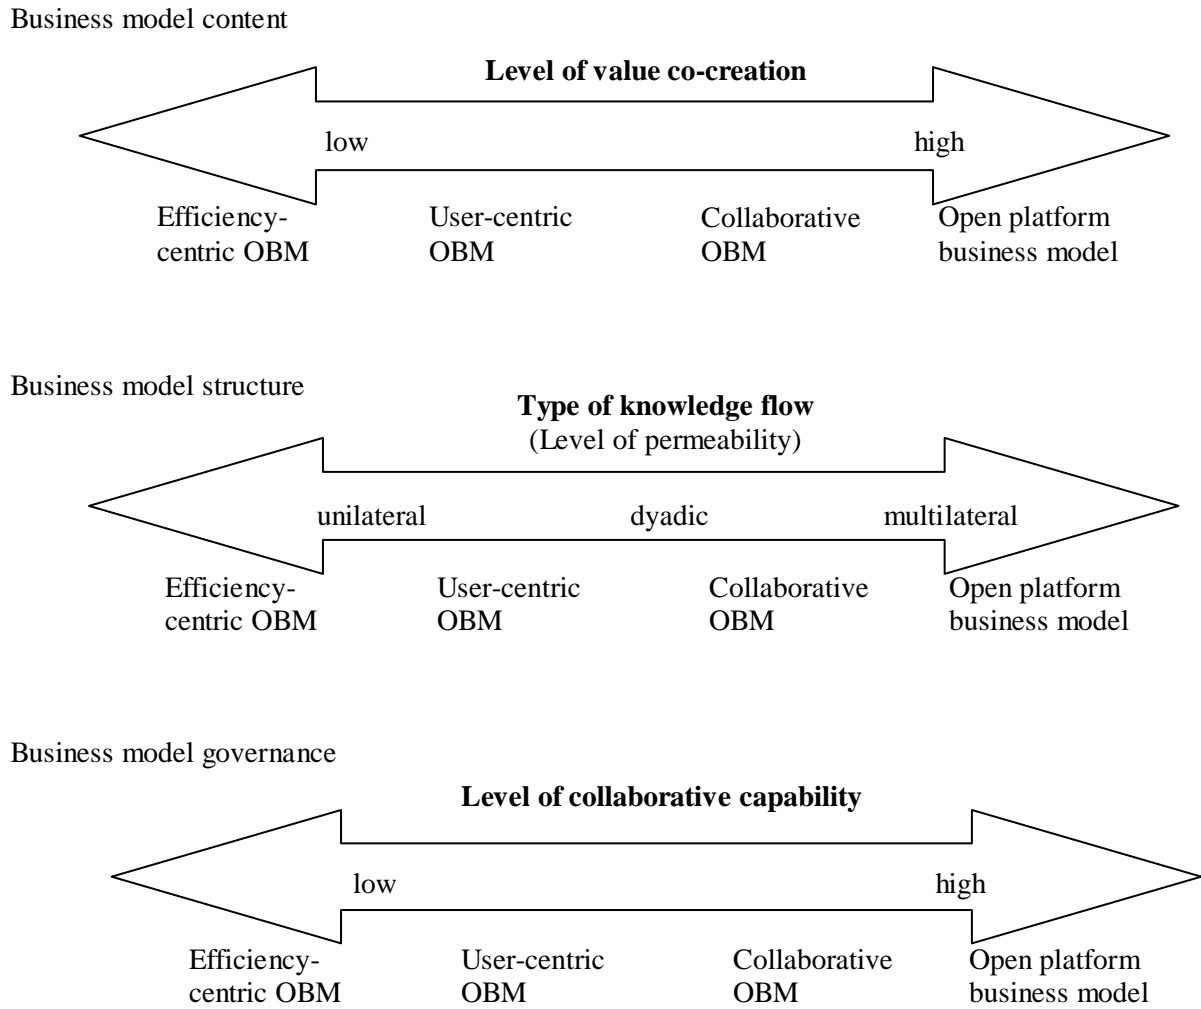 Business model content
Level of value co-creation
low high
Efficiency- User-centric Collaborative Open platform
centric OBM OBM OBM business model
Business model structure
Type of knowledge flow
(Level of permeability)
unilateral dyadic multilateral
Efficiency- User-centric Collaborative Open platform
centric OBM OBM OBM business model
Business model governance
Level of collaborative capability
low high
Efficiency- User-centric Collaborative Open platform
centric OBM OBM OBM business model